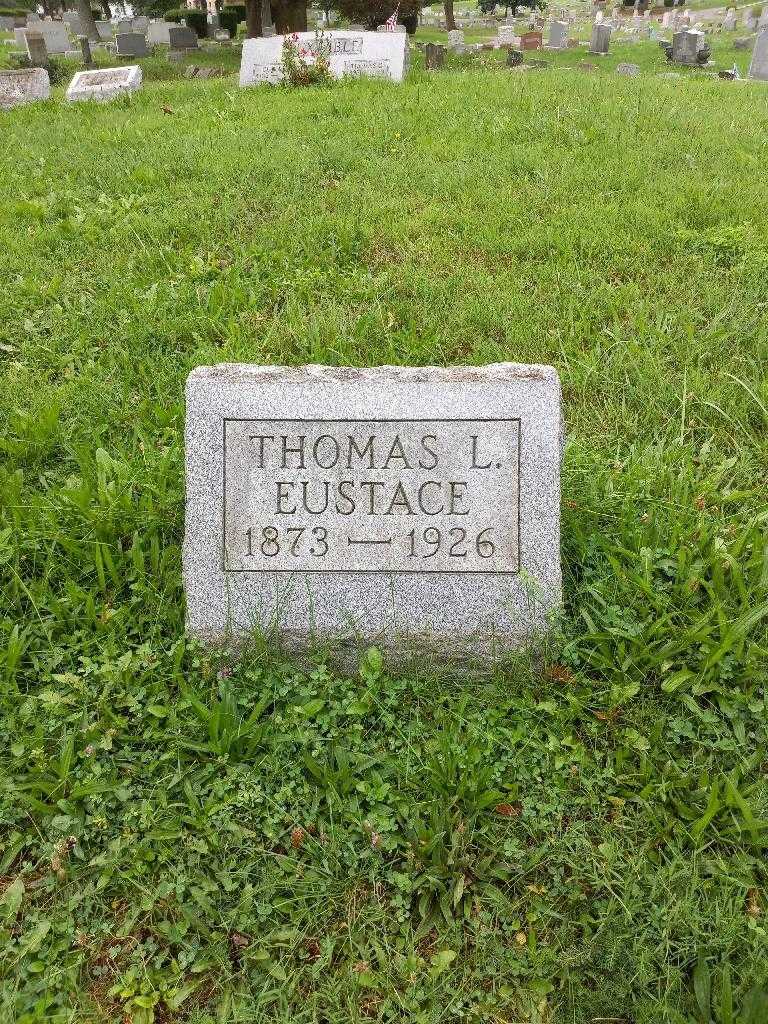 THOMAS L.
EUSTACE
1873 — 1926